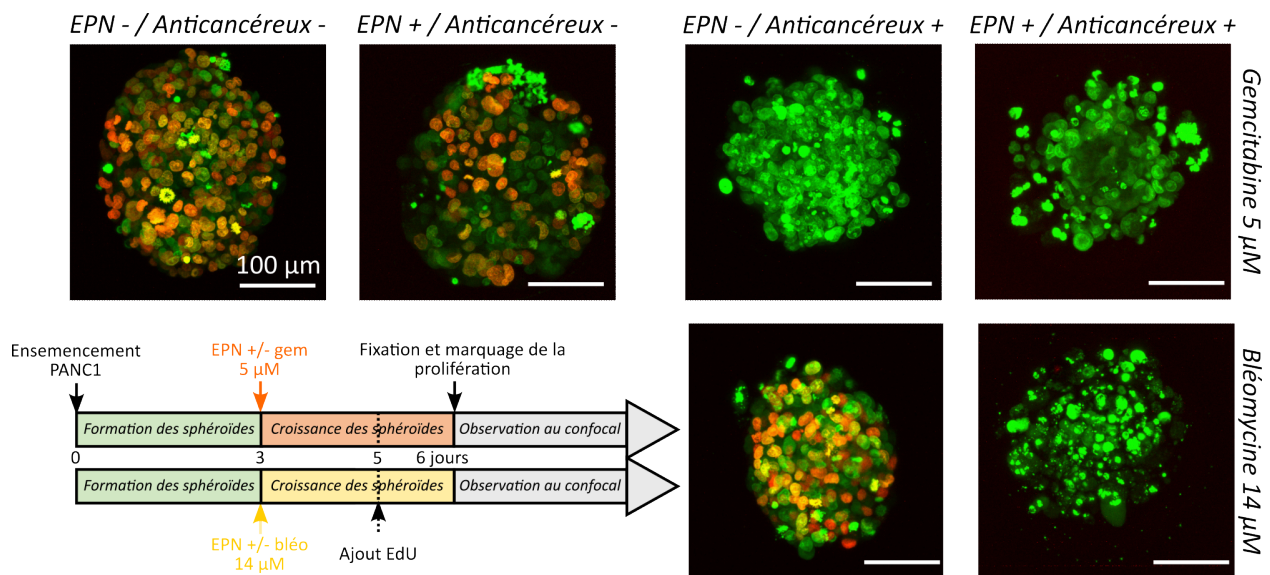 EPN - / Anticancéreux -
EPN + / Anticancéreux -
EPN - / Anticancéreux +
EPN + / Anticancéreux +
100 µm
Gemcitabine 5 µM
Ensemencement
PANC1
EPN +/- gem
5 µM
Fixation et marquage de la
prolifération
Formation des sphéroïdes
Croissance des sphéroïdes
Observation au confocal
0
3
5
6 jours
Formation des sphéroïdes
Croissance des sphéroïdes
Observation au confocal
EPN +/- bléo
14 µM
Ajout EdU
Bléomycine 14 µM